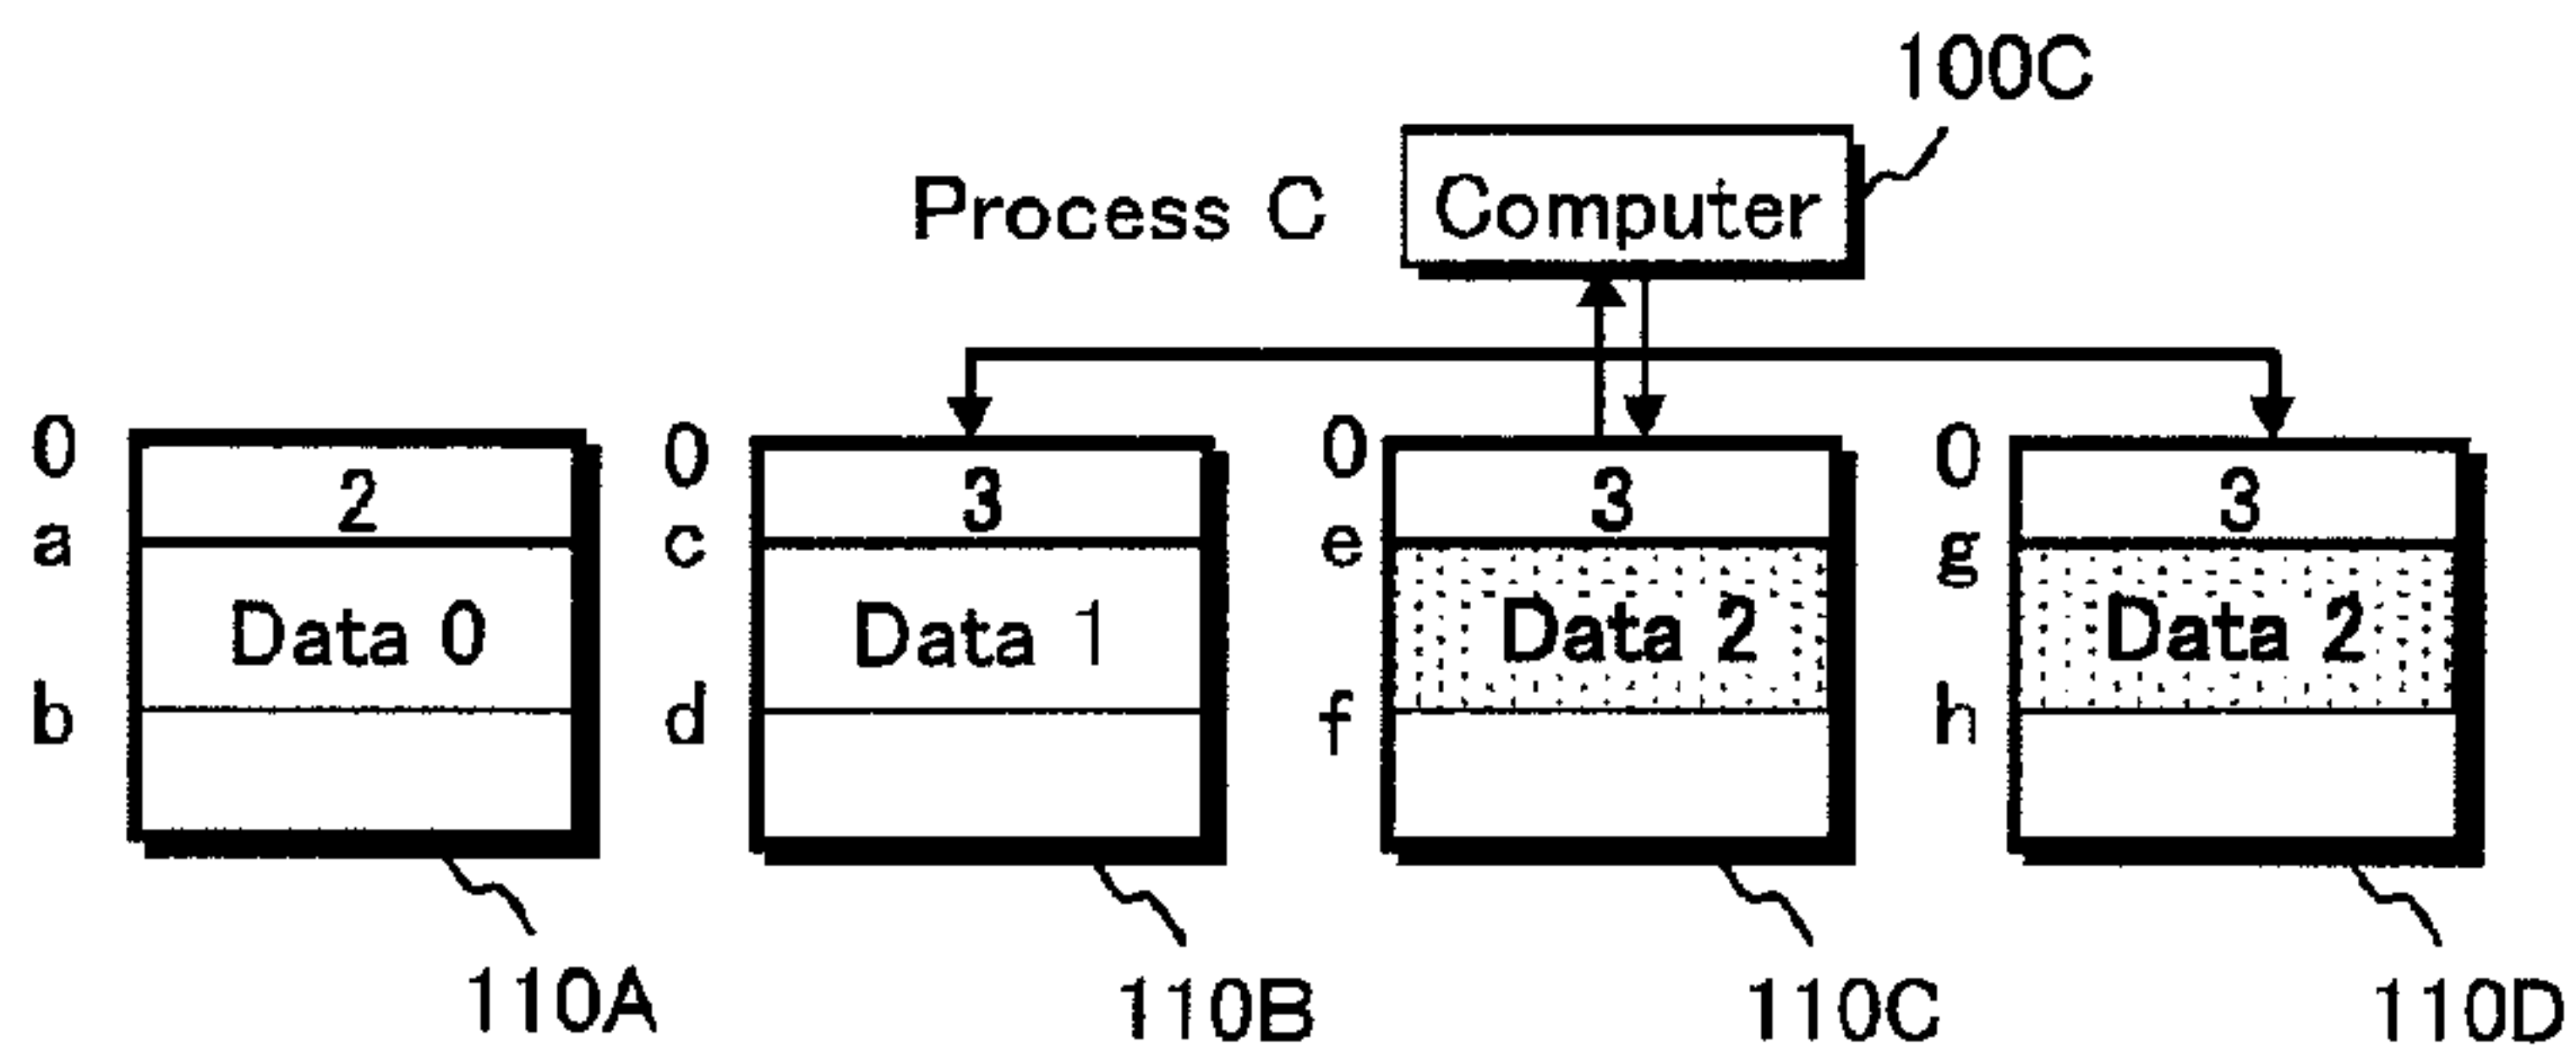 100C
Process C Computer
0 2 0 3 0 3 0 3
a c e g
Data 0 Data 1 Data 2 Data 2
b d f h
110A 110B 110C 110D